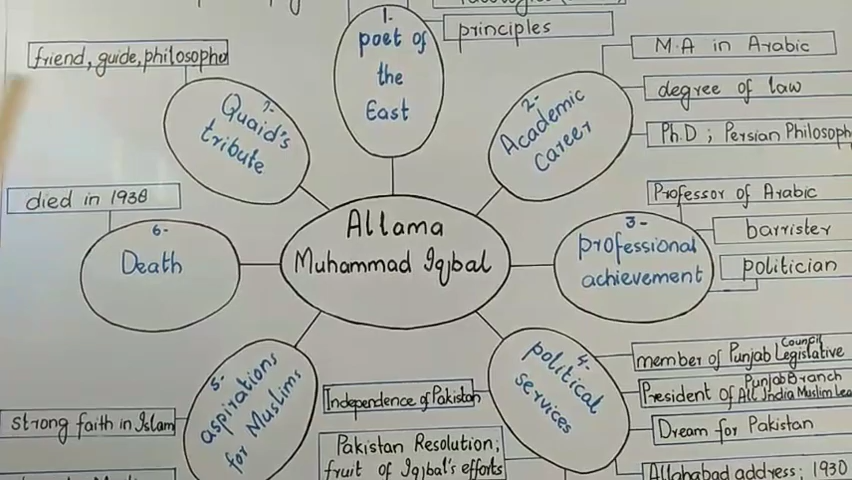 principles
1-
poet of
the
East
friend, guide, philosopho
7-
Quaid's
tribute
2-
Academic
Career
M.A in Arabic
degree of law
Ph.D ; Persian Philosoph
died in 1938
6-
Death
Allama
Muhammad Iqbal
3-
professional
achievement
Professor of Arabic
barrister
politician
5-
aspirations
for Muslims
strong faith in Islam
4-
political
services
member of Punjab Legislative
Council
President of All India Muslim Lea
Punjab Branch
Dream for Pakistan
Allahabad address; 1930
Independence of Pakistan
Pakistan Resolution;
fruit of Iqbal's efforts